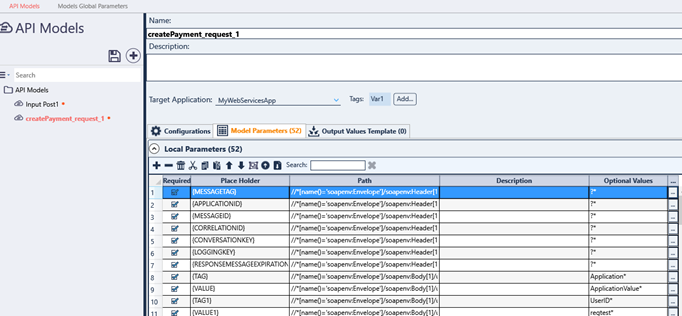 API Models Models Global Parameters
API Models
Search
API Models
Input Post1
createPayment_request_1
Name:
createPayment_request_1
Description:
Target Application: MyWebServicesApp Tags: Var1 Add...
Configurations Model Parameters (52) Output Values Template (0)
Local Parameters (52)
Search:
Required Place Holder Path Description Optional Values ...
1 {MESSAGETAG} //*[name()='soapenv:Envelope']/soapenv:Header[1 ?* ...
2 {APPLICATIONID} //*[name()='soapenv:Envelope']/soapenv:Header[1 ?* ...
3 {MESSAGEID} //*[name()='soapenv:Envelope']/soapenv:Header[1 ?* ...
4 {CORRELATIONID} //*[name()='soapenv:Envelope']/soapenv:Header[1 ?* ...
5 {CONVERSATIONKEY} //*[name()='soapenv:Envelope']/soapenv:Header[1 ?* ...
6 {LOGGINGKEY} //*[name()='soapenv:Envelope']/soapenv:Header[1 ?* ...
7 {RESPONSEMESSAGEEXPIRATION //*[name()='soapenv:Envelope']/soapenv:Header[1 ?* ...
8 {TAG} //*[name()='soapenv:Envelope']/soapenv:Body[1]/v Application* ...
9 {VALUE} //*[name()='soapenv:Envelope']/soapenv:Body[1]/v ApplicationValue* ...
10 {TAG1} //*[name()='soapenv:Envelope']/soapenv:Body[1]/v UserID* ...
11 {VALUE1} //*[name()='soapenv:Envelope']/soapenv:Body[1]/v reqtest* ...